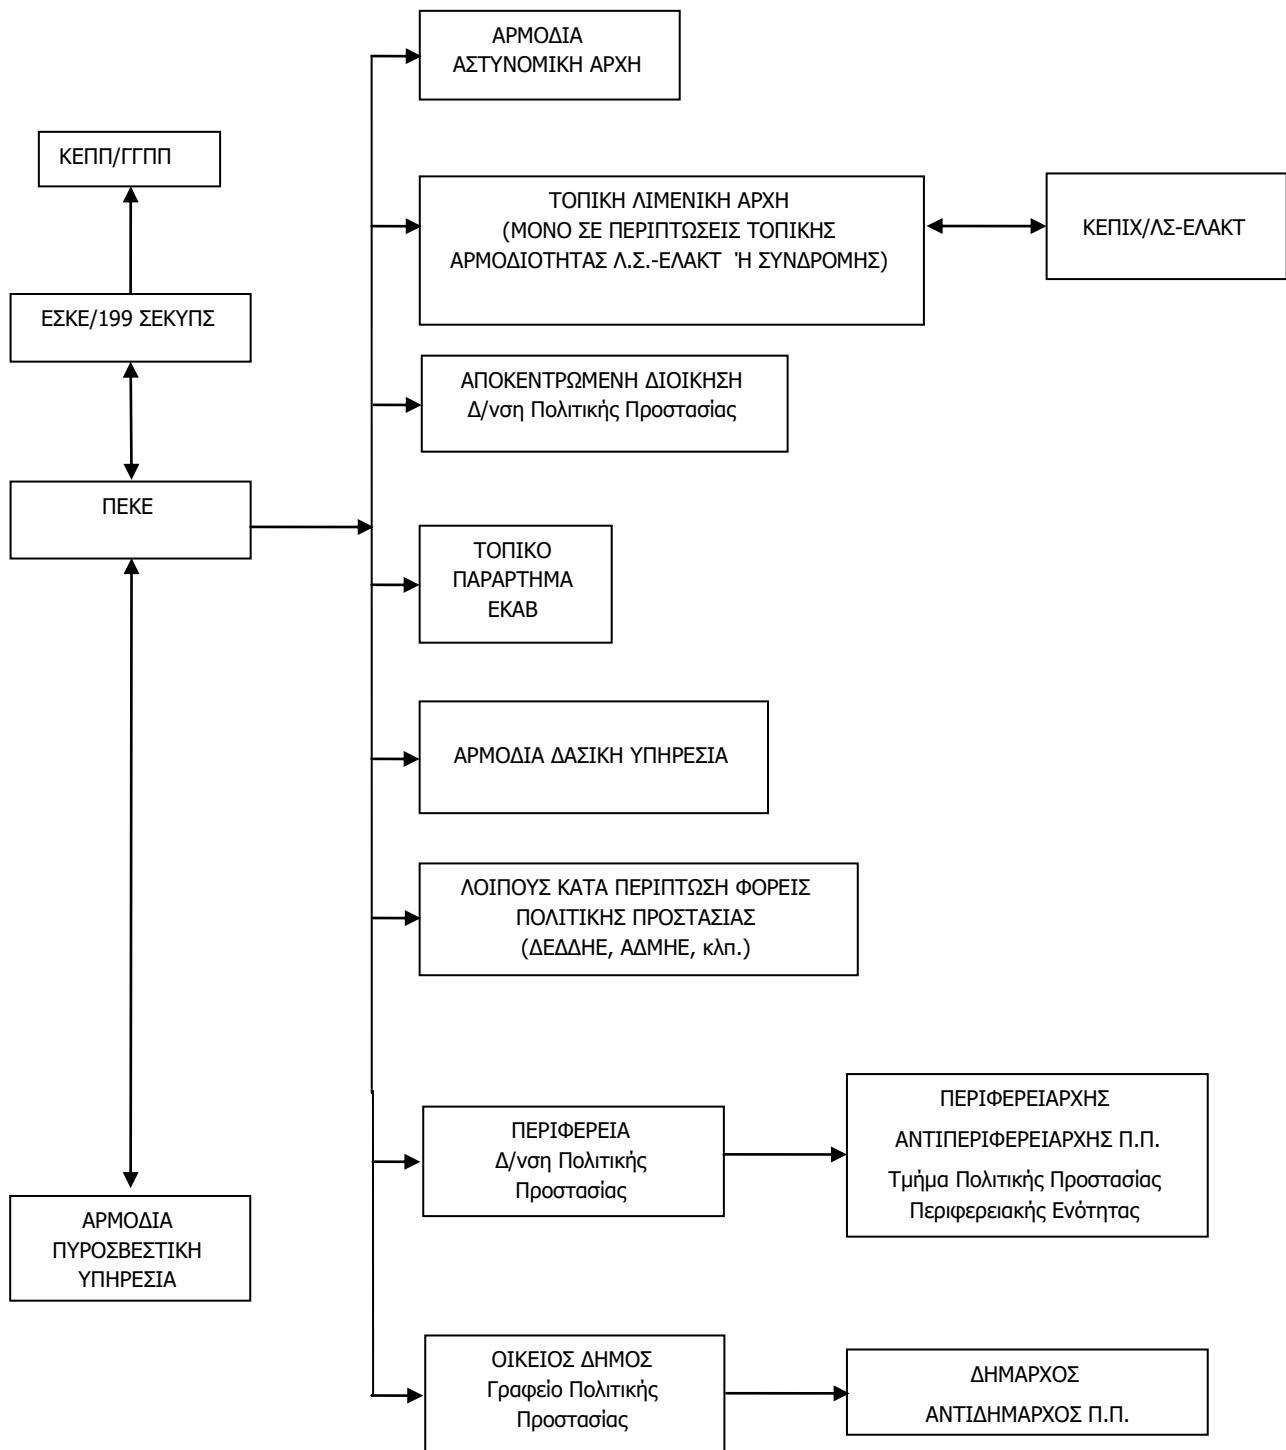 ΑΡΜΟΔΙΑ
ΑΣΤΥΝΟΜΙΚΗ ΑΡΧΗ
ΚΕΠΠ/ΓΓΠΠ
ΤΟΠΙΚΗ ΛΙΜΕΝΙΚΗ ΑΡΧΗ
(ΜΟΝΟ ΣΕ ΠΕΡΙΠΤΩΣΕΙΣ ΤΟΠΙΚΗΣ
ΑΡΜΟΔΙΟΤΗΤΑΣ Λ.Σ.-ΕΛΑΚΤ Ή ΣΥΝΔΡΟΜΗΣ)
ΚΕΠΙΧ/ΛΣ-ΕΛΑΚΤ
ΕΣΚΕ/199 ΣΕΚΥΠΣ
ΑΠΟΚΕΝΤΡΩΜΕΝΗ ΔΙΟΙΚΗΣΗ
Δ/νση Πολιτικής Προστασίας
ΠΕΚΕ
ΤΟΠΙΚΟ
ΠΑΡΑΡΤΗΜΑ
ΕΚΑΒ
ΑΡΜΟΔΙΑ ΔΑΣΙΚΗ ΥΠΗΡΕΣΙΑ
ΛΟΙΠΟΥΣ ΚΑΤΑ ΠΕΡΙΠΤΩΣΗ ΦΟΡΕΙΣ
ΠΟΛΙΤΙΚΗΣ ΠΡΟΣΤΑΣΙΑΣ
(ΔΕΔΔΗΕ, ΑΔΜΗΕ, κλπ.)
ΠΕΡΙΦΕΡΕΙΑ
Δ/νση Πολιτικής
Προστασίας
ΠΕΡΙΦΕΡΕΙΑΡΧΗΣ
ΑΝΤΙΠΕΡΙΦΕΡΕΙΑΡΧΗΣ Π.Π.
Τμήμα Πολιτικής Προστασίας
Περιφερειακής Ενότητας
ΑΡΜΟΔΙΑ
ΠΥΡΟΣΒΕΣΤΙΚΗ
ΥΠΗΡΕΣΙΑ
ΟΙΚΕΙΟΣ ΔΗΜΟΣ
Γραφείο Πολιτικής
Προστασίας
ΔΗΜΑΡΧΟΣ
ΑΝΤΙΔΗΜΑΡΧΟΣ Π.Π.